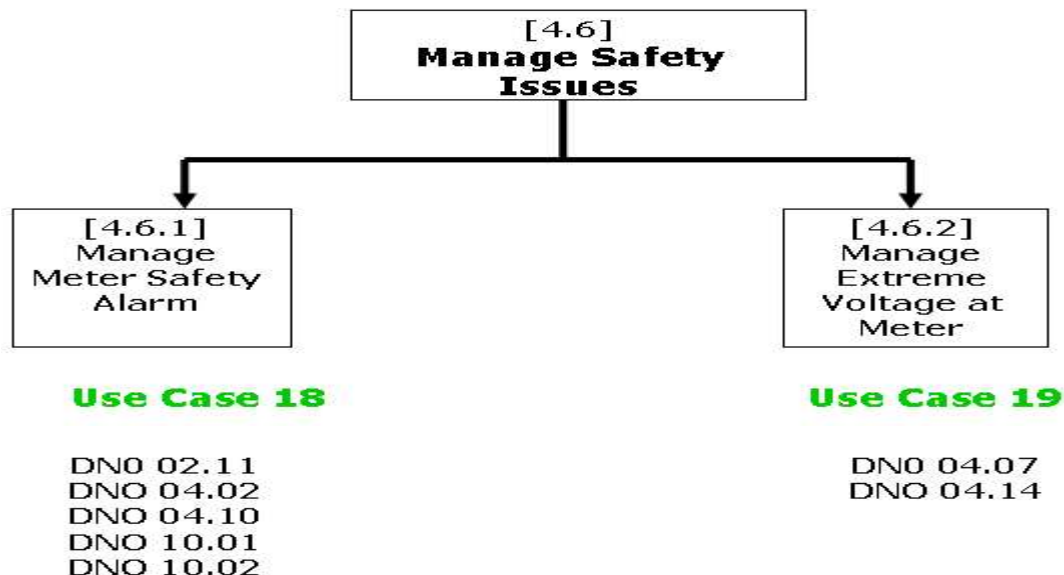 [4.6]
Manage Safety
Issues
[4.6.1]
Manage
Meter Safety
Alarm
[4.6.2]
Manage
Extreme
Voltage at
Meter
Use Case 18
Use Case 19
DN0 02.11
DNO 04.02
DNO 04.10
DNO 10.01
DNO 10.02
DN0 04.07
DNO 04.14